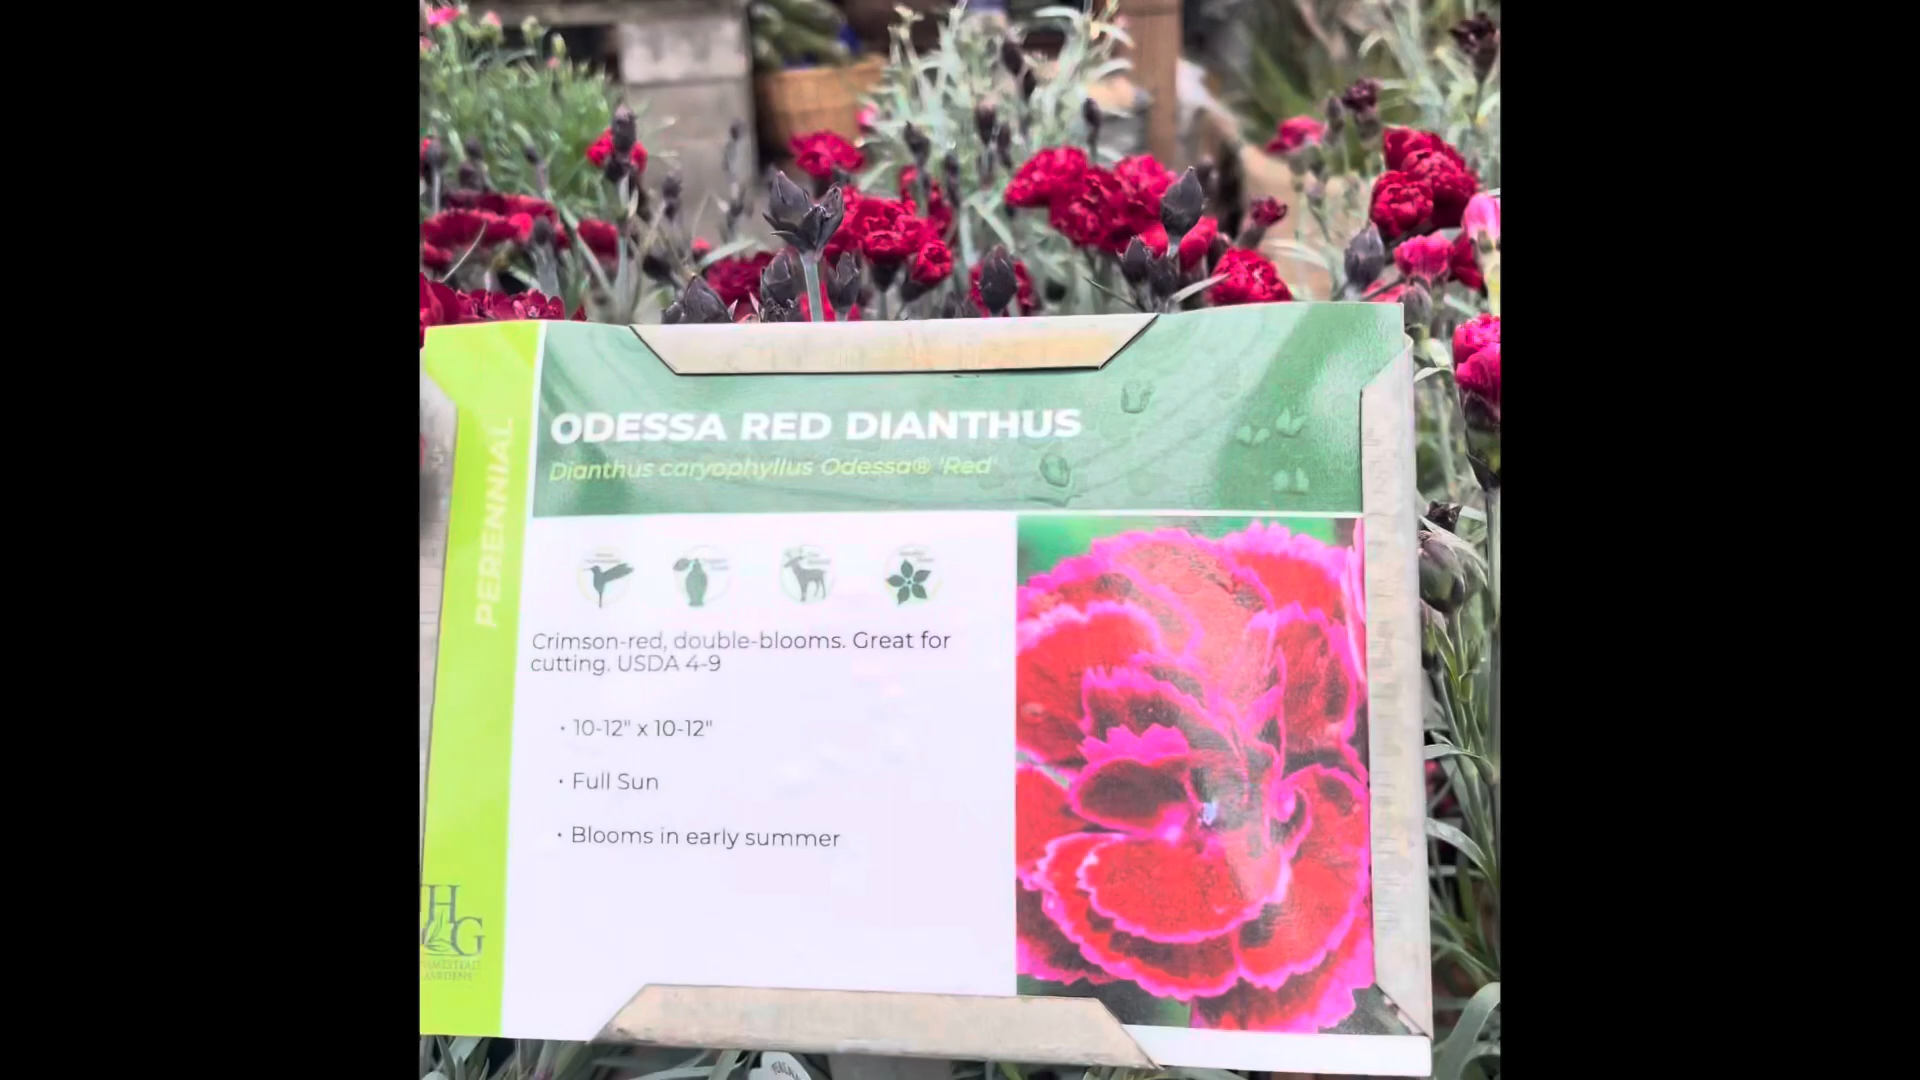 ODESSA RED DIANTHUS
Dianthus caryophyllus Odessa® 'Red'
PERENNIAL
Crimson-red, double-blooms. Great for
cutting. USDA 4-9
• 10-12" x 10-12"
• Full Sun
• Blooms in early summer
HG